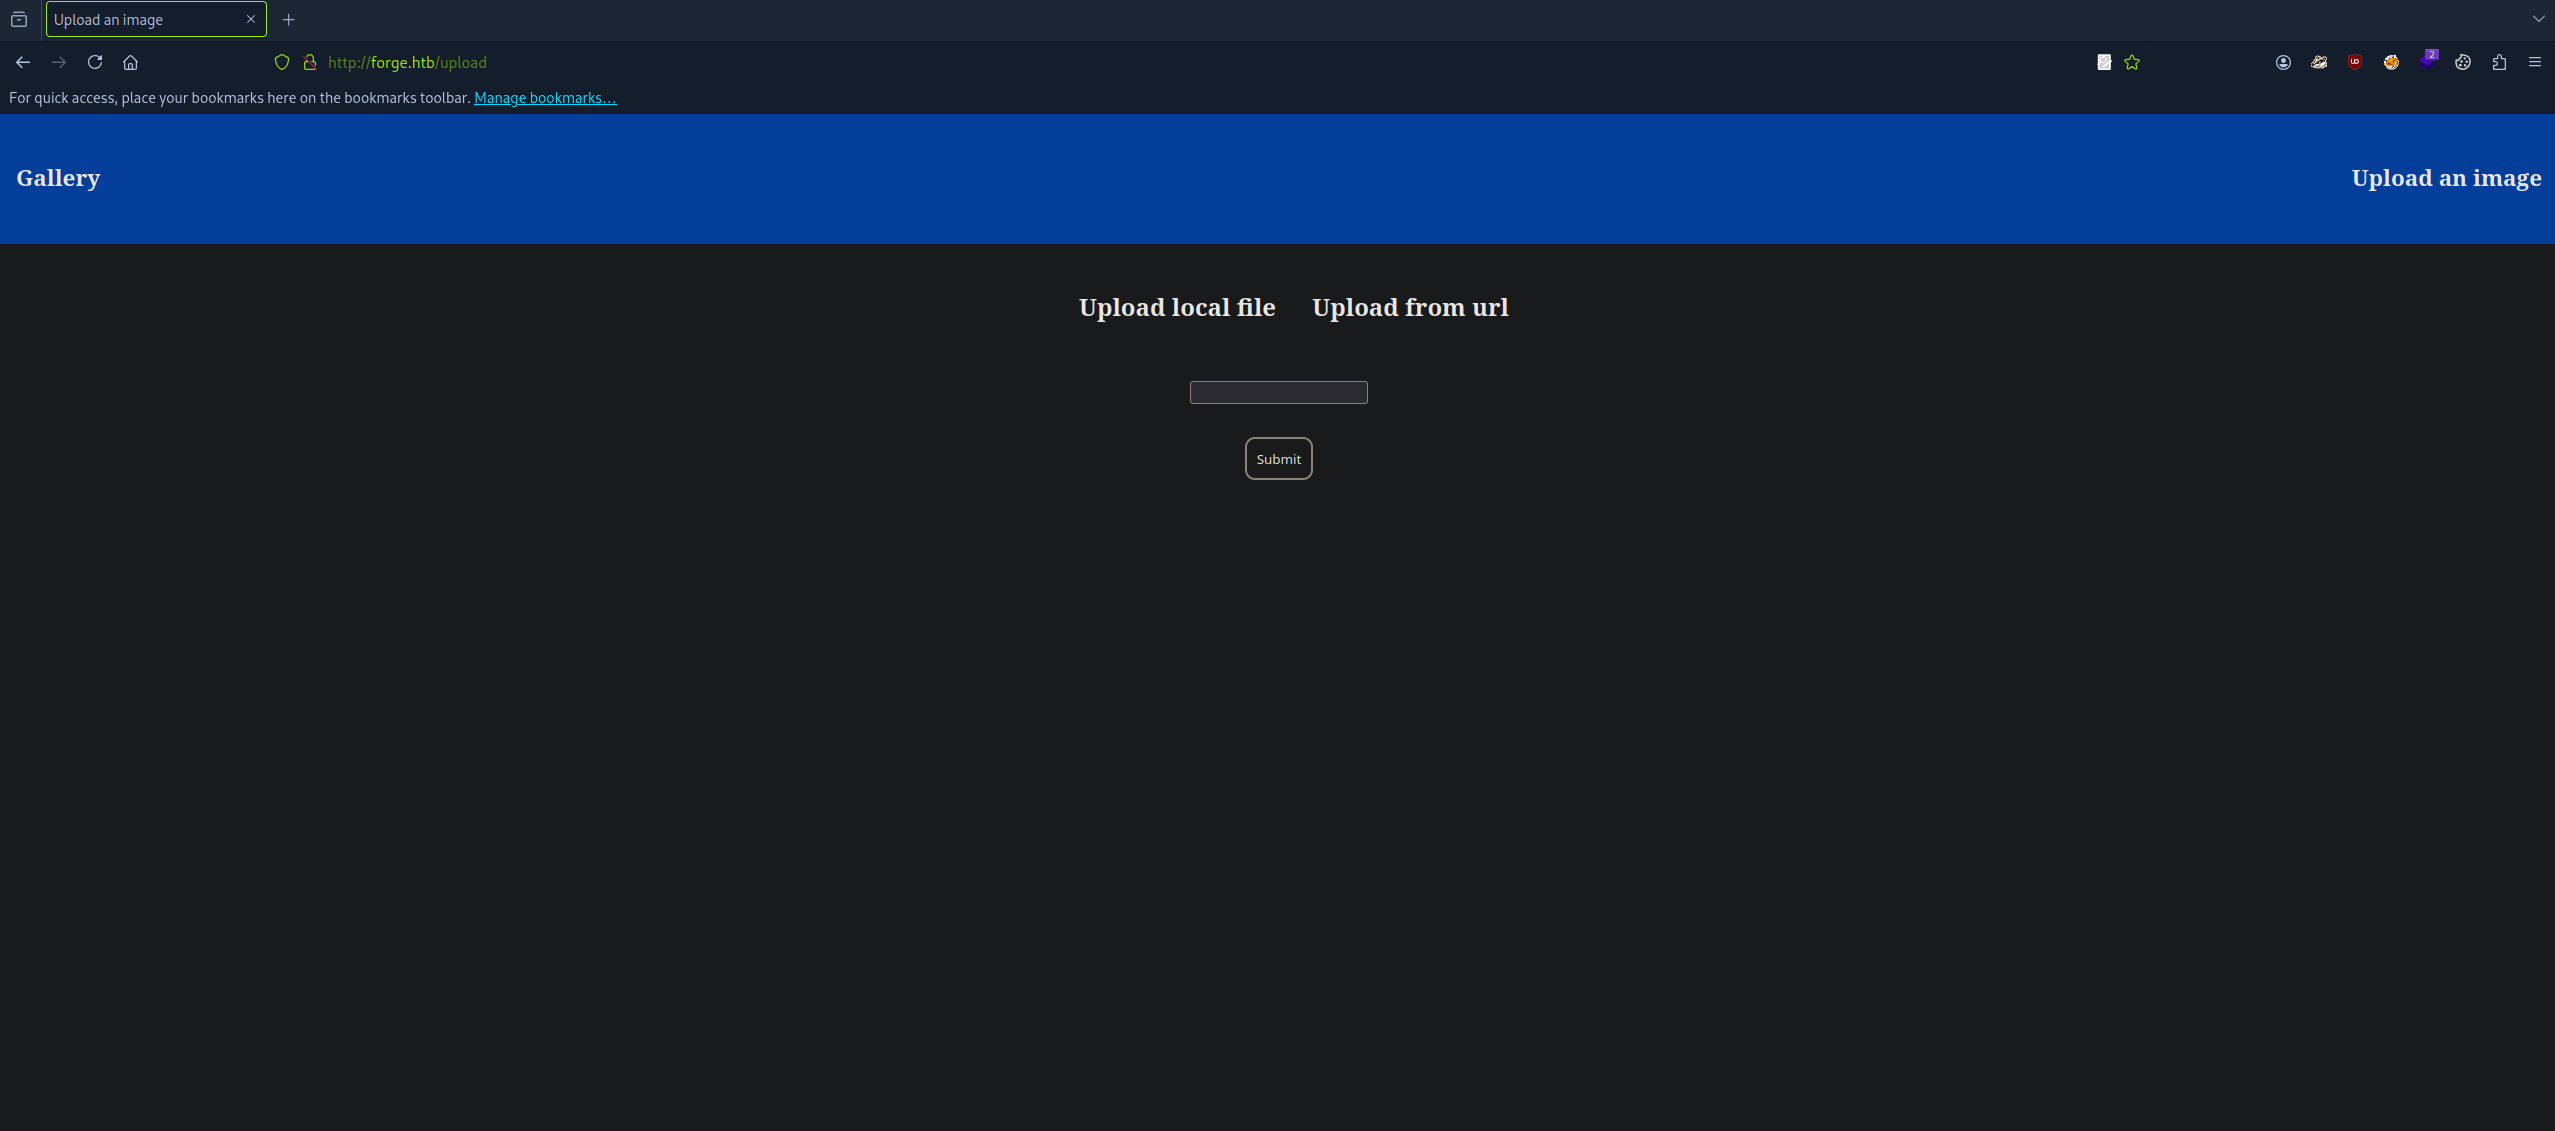 Upload an image
http://forge.htb/upload
2
For quick access, place your bookmarks here on the bookmarks toolbar. Manage bookmarks...
Gallery
Upload an image
Upload local file Upload from url
Submit